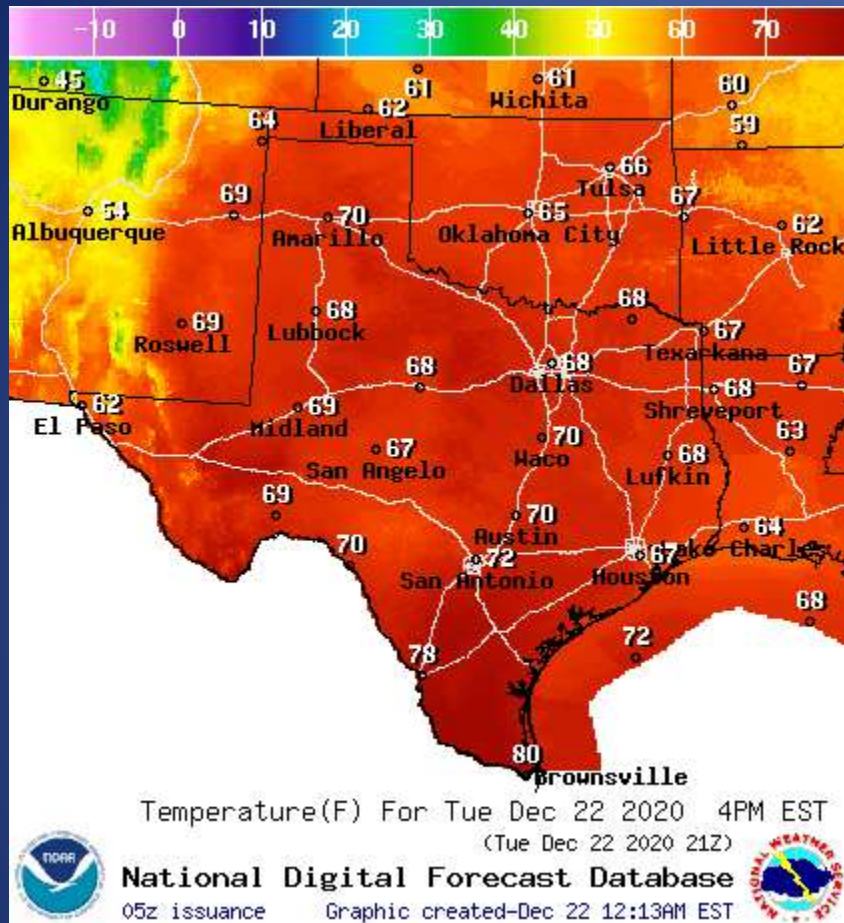 -10 0 10 20 30 40 50 60 70
45
Durango
61
61
Wichita
60
62
Liberal
64
59
66
Tulsa
54
Albuquerque
69
70
Amarillo
65
Oklahoma City
67
62
Little Rock
69
Roswell
68
Lubbock
68
67
Texarkana
68
68
Dallas
67
68
Shreveport
62
El Paso
69
Midland
67
San Angelo
70
Waco
68
Lufkin
63
69
70
Austin
64
Lake Charles
70
72
San Antonio
67
Houston
68
72
78
80
Brownsville
Temperature(F) For Tue Dec 22 2020 4PM EST
(Tue Dec 22 2020 21Z)
NOAA
National Digital Forecast Database
05z issuance Graphic created-Dec 22 12:13AM EST
NATIONAL WEATHER SERVICE